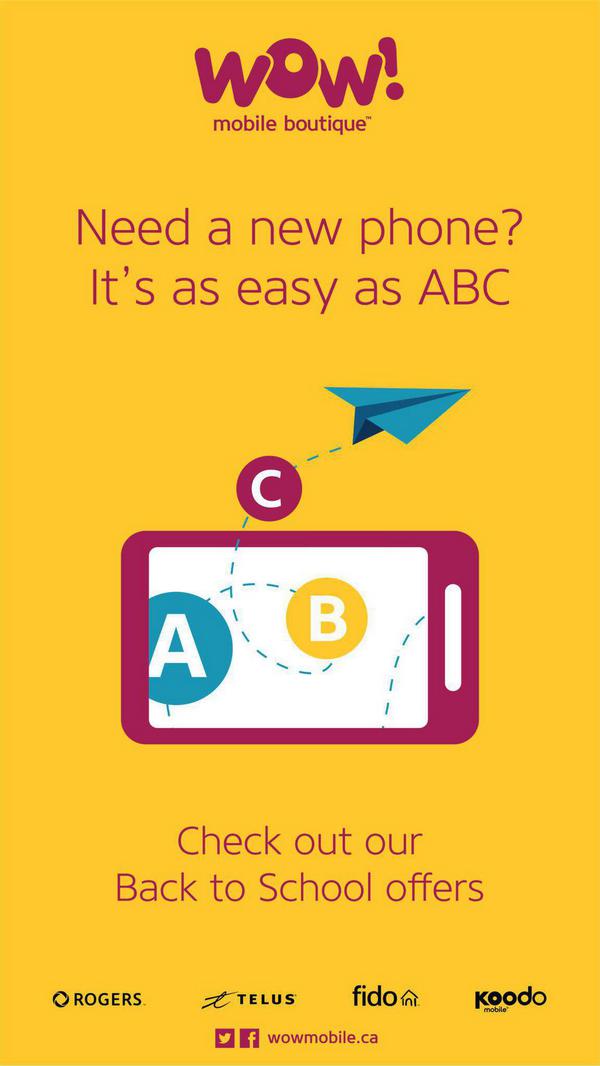 WOW!
mobile boutique™
Need a new phone?
It's as easy as ABC
C
B
A
Check out our
Back to School offers
ROGERS™
TELUS®
fido
koodo
mobile®
wowmobile.ca